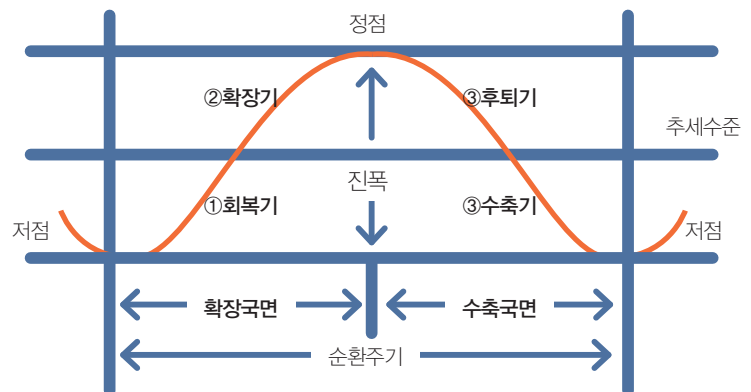 정점
②확장기
③후퇴기
추세수준
진폭
①회복기
③수축기
저점
저점
확장국면
수축국면
순환주기